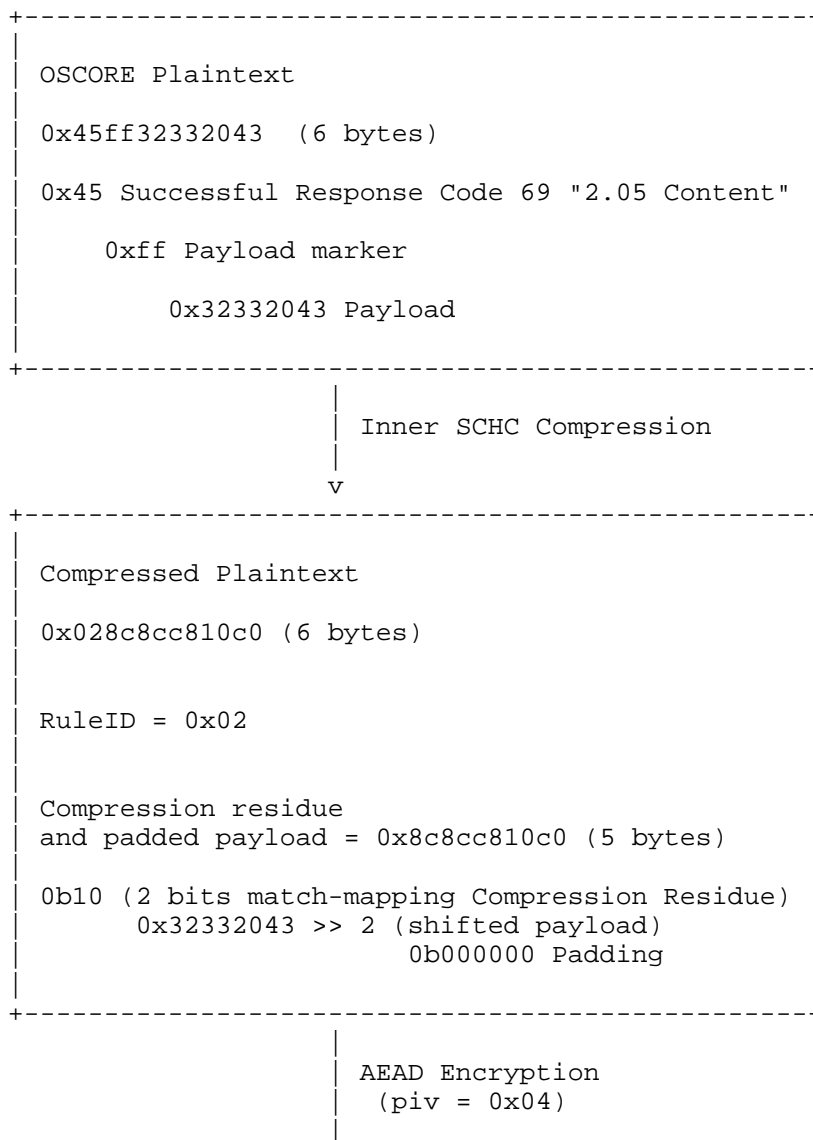 OSCORE Plaintext
0x45ff32332043  (6 bytes)
0x45 Successful Response Code 69 "2.05 Content"
0xff Payload marker
0x32332043 Payload
Inner SCHC Compression
v
Compressed Plaintext
0x028c8cc810c0 (6 bytes)
RuleID = 0x02
Compression residue
and padded payload = 0x8c8cc810c0 (5 bytes)
0b10 (2 bits match-mapping Compression Residue)
0x32332043 >> 2 (shifted payload)
0b000000 Padding
AEAD Encryption
(piv = 0x04)